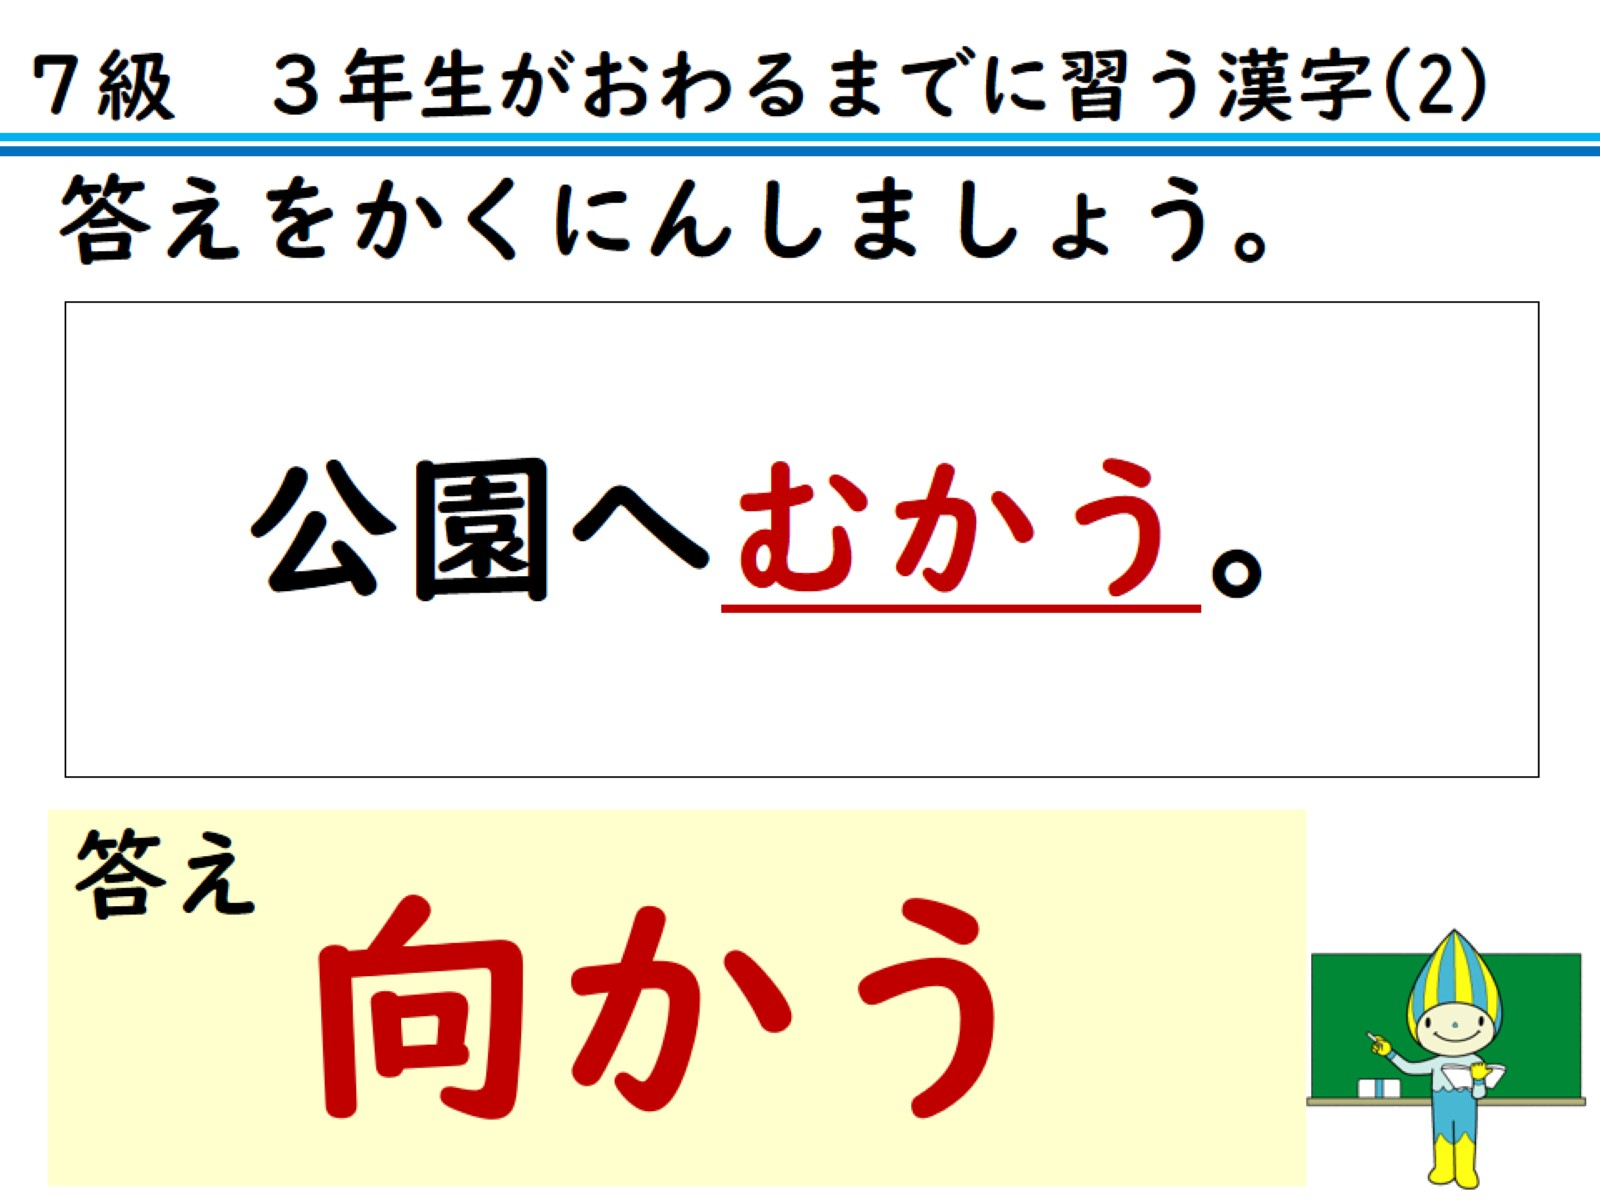 ７級　３年生がおわるまでに習う漢字(2)
答えをかくにんしましょう。
公園へむかう。
答え
向かう